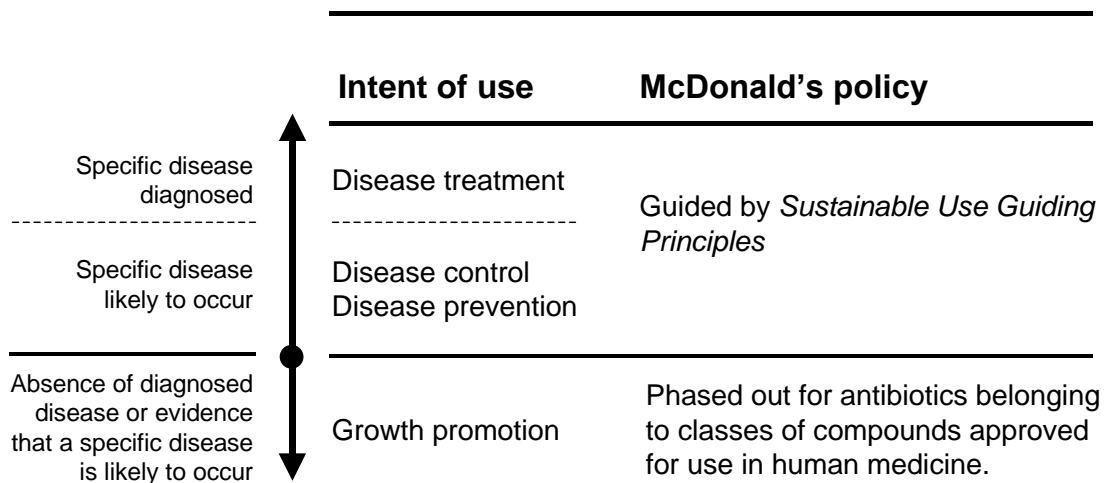 Intent of use
McDonald's policy
Specific disease
diagnosed
Disease treatment
Guided by Sustainable Use Guiding
Principles
Specific disease
likely to occur
Disease control
Disease prevention
Absence of diagnosed
disease or evidence
that a specific disease
is likely to occur
Growth promotion
Phased out for antibiotics belonging
to classes of compounds approved
for use in human medicine.